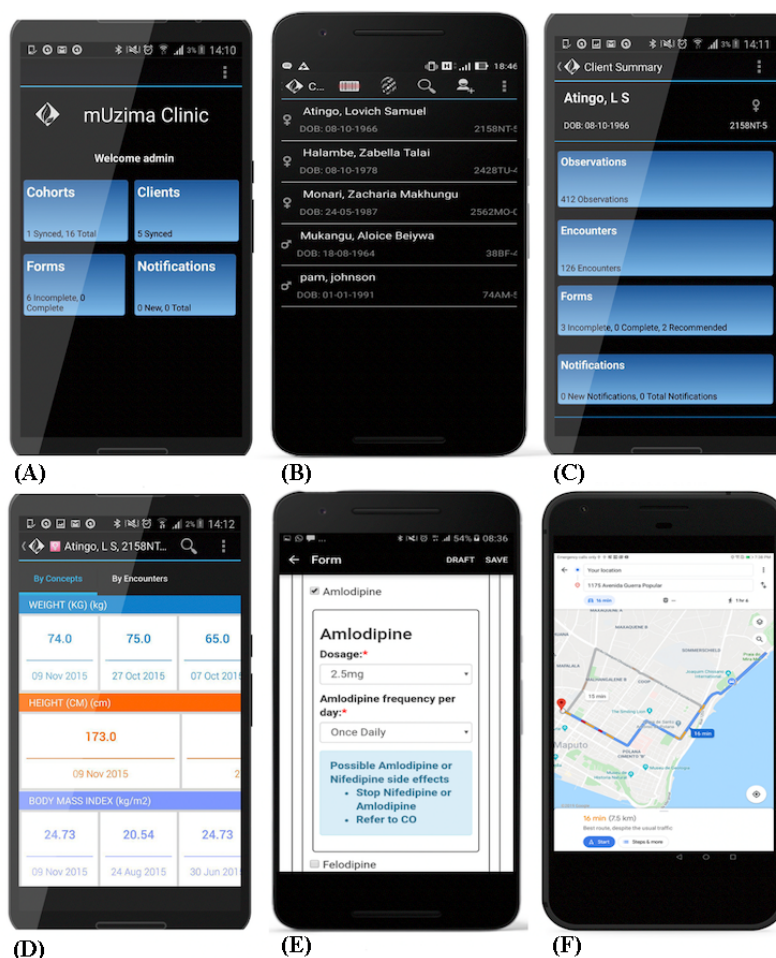 14:10
mUzima Clinic
Welcome admin
Cohorts
1 Synced, 16 Total
Clients
5 Synced
Forms
6 Incomplete, 0
Complete
Notifications
0 New, 0 Total
(A)
18:46
C...
Atingo, Lovich Samuel
DOB: 08-10-1966 2158NT-5
Halambe, Zabella Talai
DOB: 08-10-1978 2428TU-4
Monari, Zacharia Makhungu
DOB: 24-05-1987 2562MO-0
Mukangu, Aloice Beiywa
DOB: 18-08-1964 38BF-4
pam, johnson
DOB: 01-01-1991 74AM-5
(B)
3% 14:11
Client Summary
Atingo, L S
DOB: 08-10-1966 2158NT-5
Observations
412 Observations
Encounters
126 Encounters
Forms
3 Incomplete, 0 Complete, 2 Recommended
Notifications
0 New Notifications, 0 Total Notifications
(C)
2% 14:12
Atingo, L S, 2158NT...
By Concepts By Encounters
WEIGHT (KG) (kg)
74.0 75.0 65.0
09 Nov 2015 27 Oct 2015 07 Oct 2015
HEIGHT (CM) (cm)
173.0
09 Nov 2015 2
BODY MASS INDEX (kg/m2)
24.73 20.54 24.73
09 Nov 2015 24 Aug 2015 30 Jun 201
(D)
54% 08:36
Form DRAFT SAVE
Amlodipine
Amlodipine
Dosage:*
2.5mg
Amlodipine frequency per
day:*
Once Daily
Possible Amlodipine or
Nifedipine side effects
• Stop Nifedipine or
Amlodipine
• Refer to CO
Felodipine
(E)
Your location
1175 Avenida Guerra Popular
16 min
15 min
16 min
Maputo
16 min (7.5 km)
Best route, despite the usual traffic
Start Steps & more
(F)